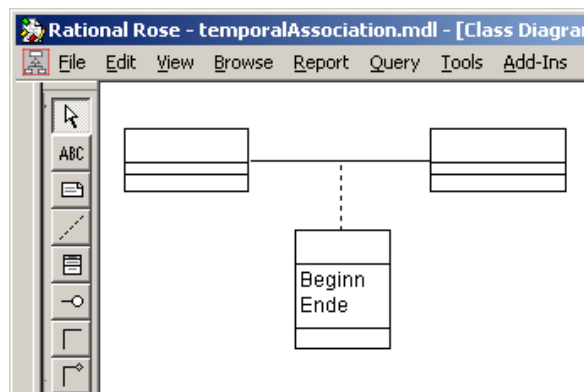 Rational Rose - temporalAssociation.mdl - [Class Diagra
File Edit View Browse Report Query Tools Add-Ins
ABC
Beginn
Ende